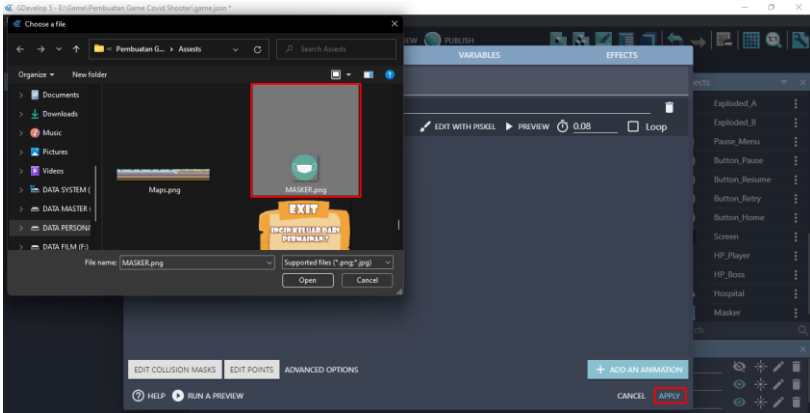 GDevelop 5 - E:\Game\Pembuatan Game Covid Shooter\game.json *
Choose a file
Pembuatan G... > Assests
Search Assests
Organize
New folder
Documents
Downloads
Music
Pictures
Videos
DATA SYSTEM (
DATA MASTER (
DATA PERSONA
DATA FILM (F:)
Maps.png
MASKER.png
EXIT
INGIN KELUAR DARI
PERMAINAN ?
File name:
MASKER.png
Supported files (*.png;*.jpg)
Open
Cancel
PUBLISH
VARIABLES
EFFECTS
EDIT WITH PISKEL
PREVIEW
0.08
Loop
Exploded_A
Exploded_B
Pause_Menu
Button_Pause
Button_Resume
Button_Retry
Button_Home
Screen
HP_Player
HP_Boss
Hospital
Masker
EDIT COLLISION MASKS
EDIT POINTS
ADVANCED OPTIONS
+ ADD AN ANIMATION
HELP
RUN A PREVIEW
CANCEL
APPLY